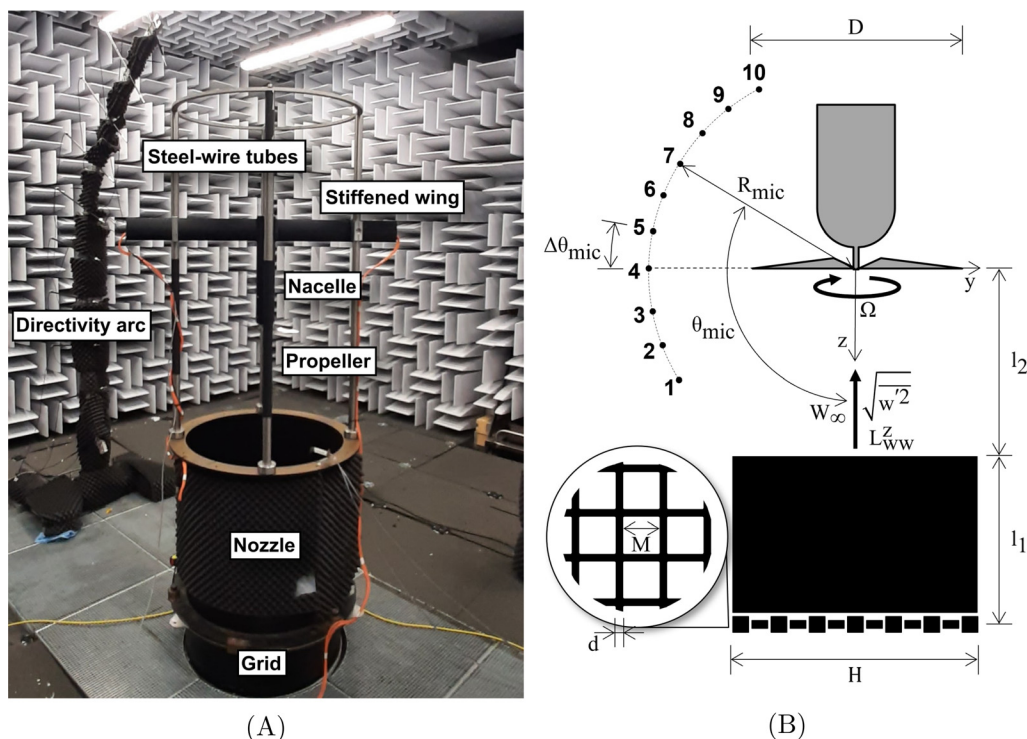 Steel-wire tubes
Stiffened wing
Nacelle
Directivity arc
Propeller
Nozzle
Grid
(A)
D
10
9
8
7
6
5
4
3
2
1
R_mic
Δθ_mic
θ_mic
y
Ω
z
W_∞
√w'²
L^z_ww
l_2
l_1
M
d
H
(B)